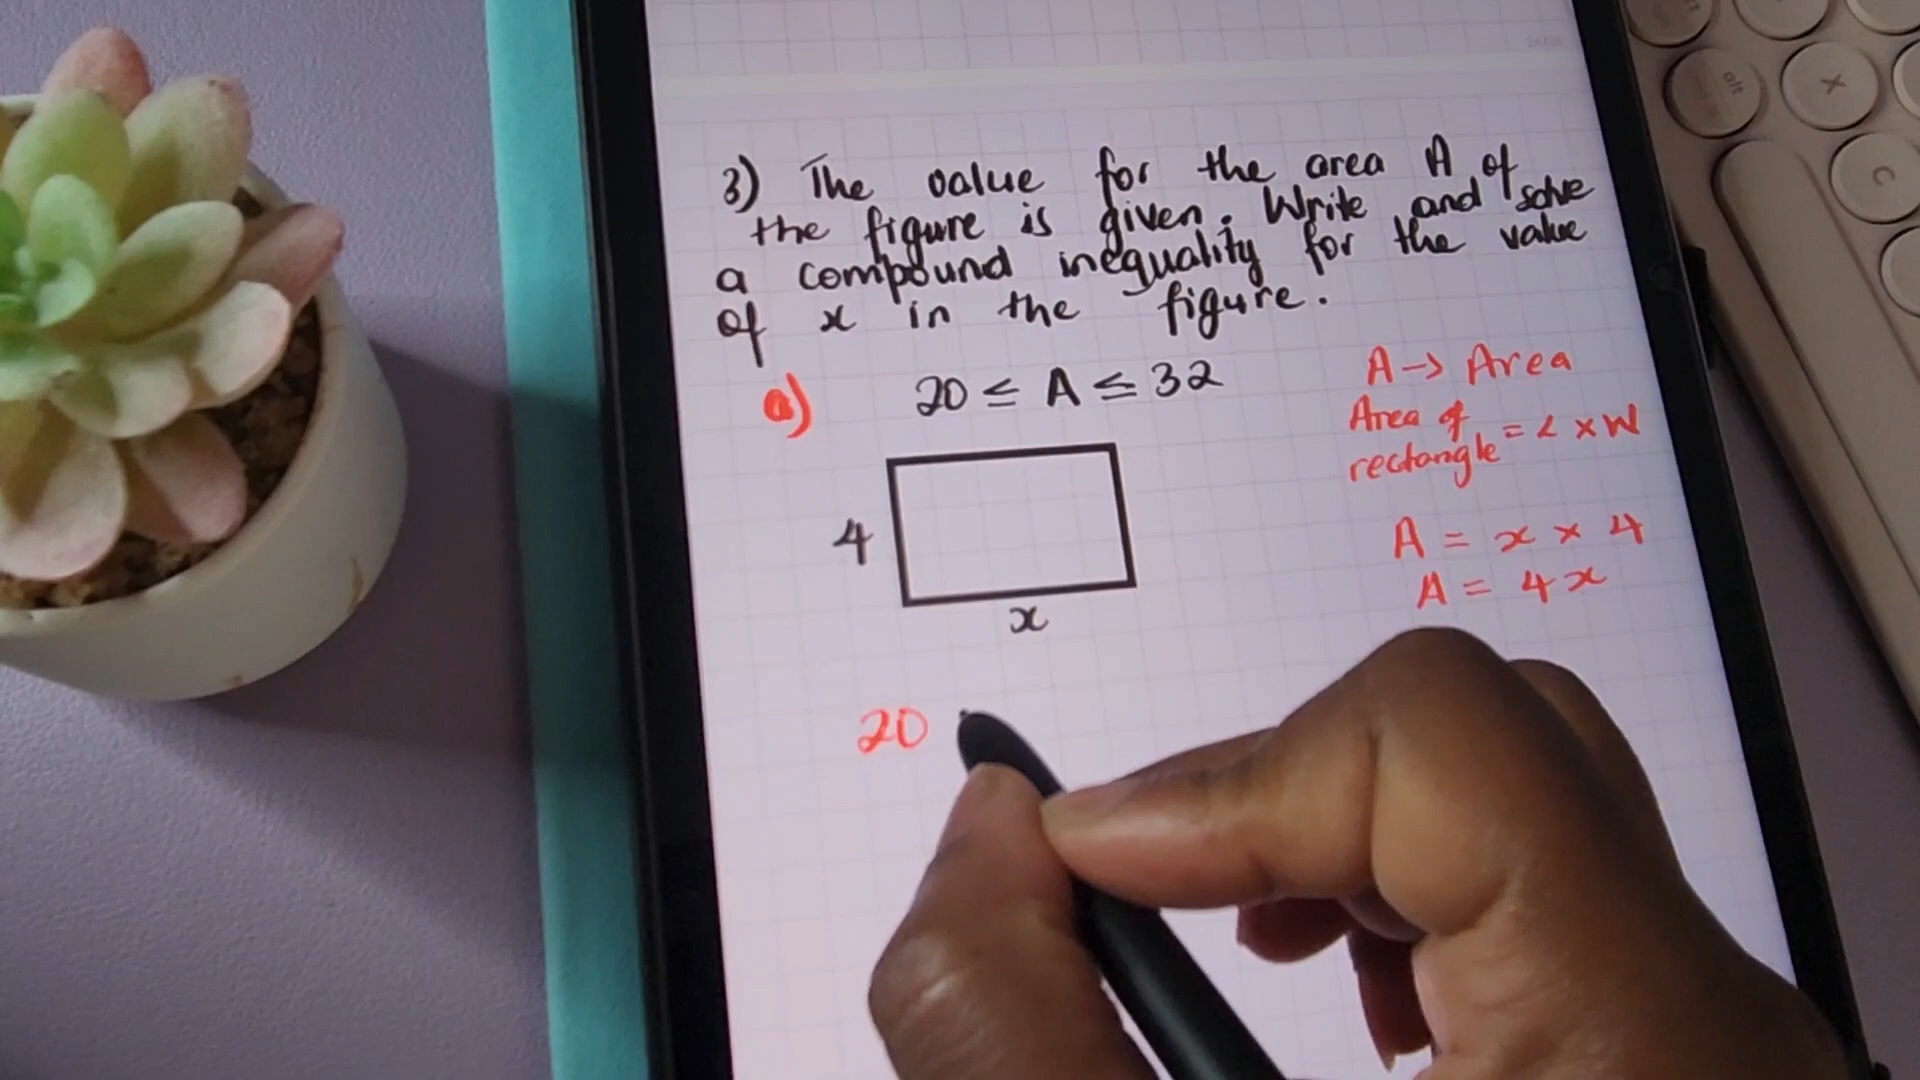 3) The value for the area A of
the figure is given. Write and solve
a compound inequality for the value
of x in the figure.
a) 20 ≤ A ≤ 32
A → Area
Area of
rectangle = L × W
4
A = x × 4
A = 4x
x
20
alt
X
C